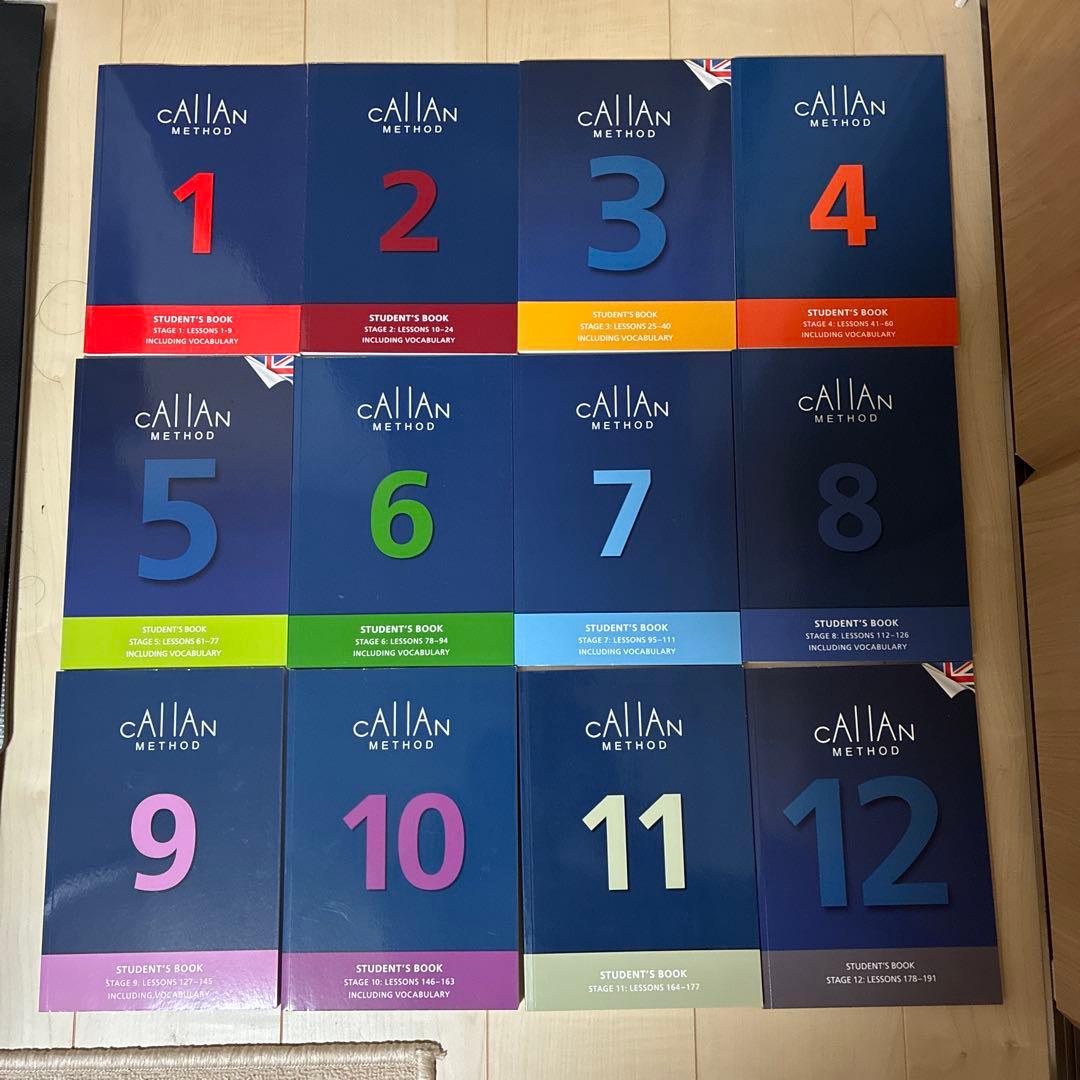 CALLAN
METHOD
1
STUDENT'S BOOK
STAGE 1: LESSONS 1-9
INCLUDING VOCABULARY
CALLAN
METHOD
2
STUDENT'S BOOK
STAGE 2: LESSONS 10–24
INCLUDING VOCABULARY
CALLAN
METHOD
3
STUDENT'S BOOK
STAGE 3: LESSONS 25–40
INCLUDING VOCABULARY
CALLAN
METHOD
4
STUDENT'S BOOK
STAGE 4: LESSONS 41–60
INCLUDING VOCABULARY
CALLAN
METHOD
5
STUDENT'S BOOK
STAGE 5: LESSONS 61–77
INCLUDING VOCABULARY
CALLAN
METHOD
6
STUDENT'S BOOK
STAGE 6: LESSONS 78–94
INCLUDING VOCABULARY
CALLAN
METHOD
7
STUDENT'S BOOK
STAGE 7: LESSONS 95–111
INCLUDING VOCABULARY
CALLAN
METHOD
8
STUDENT'S BOOK
STAGE 8: LESSONS 112–126
INCLUDING VOCABULARY
CALLAN
METHOD
9
STUDENT'S BOOK
STAGE 9: LESSONS 127–145
INCLUDING VOCABULARY
CALLAN
METHOD
10
STUDENT'S BOOK
STAGE 10: LESSONS 146–163
INCLUDING VOCABULARY
CALLAN
METHOD
11
STUDENT'S BOOK
STAGE 11: LESSONS 164–177
CALLAN
METHOD
12
STUDENT'S BOOK
STAGE 12: LESSONS 178–191